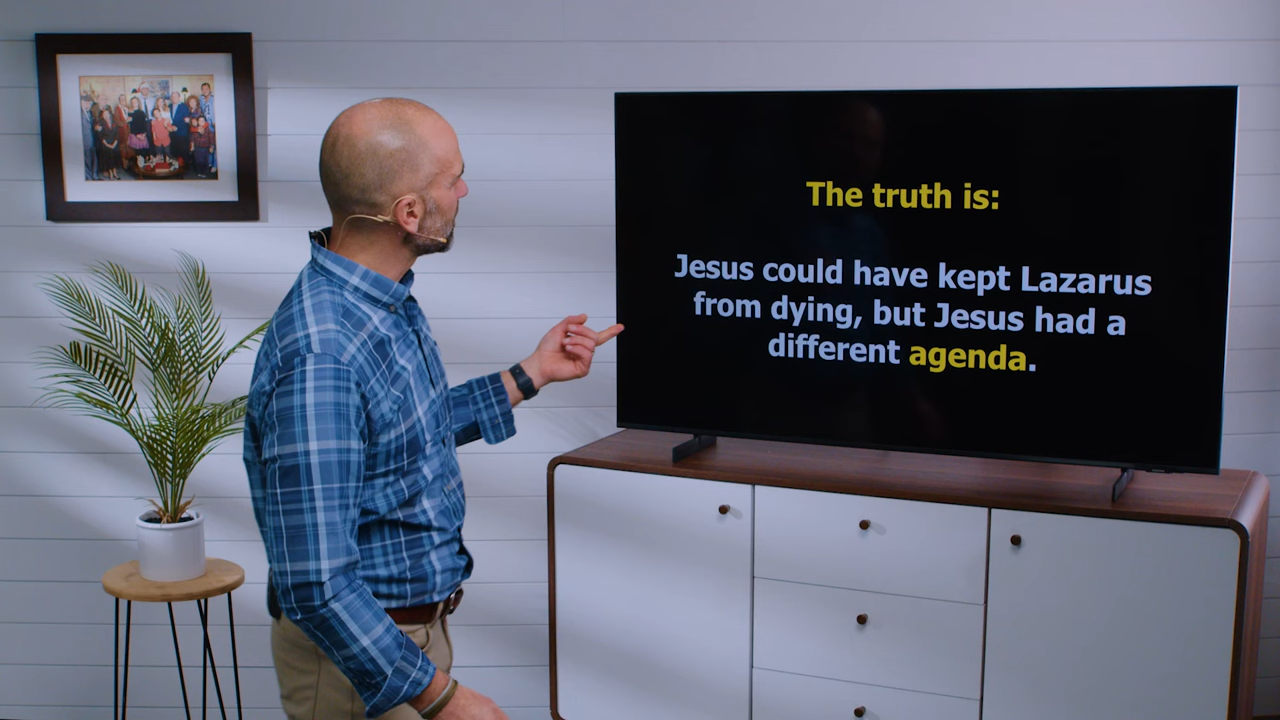 The truth is:
Jesus could have kept Lazarus
from dying, but Jesus had a
different agenda.